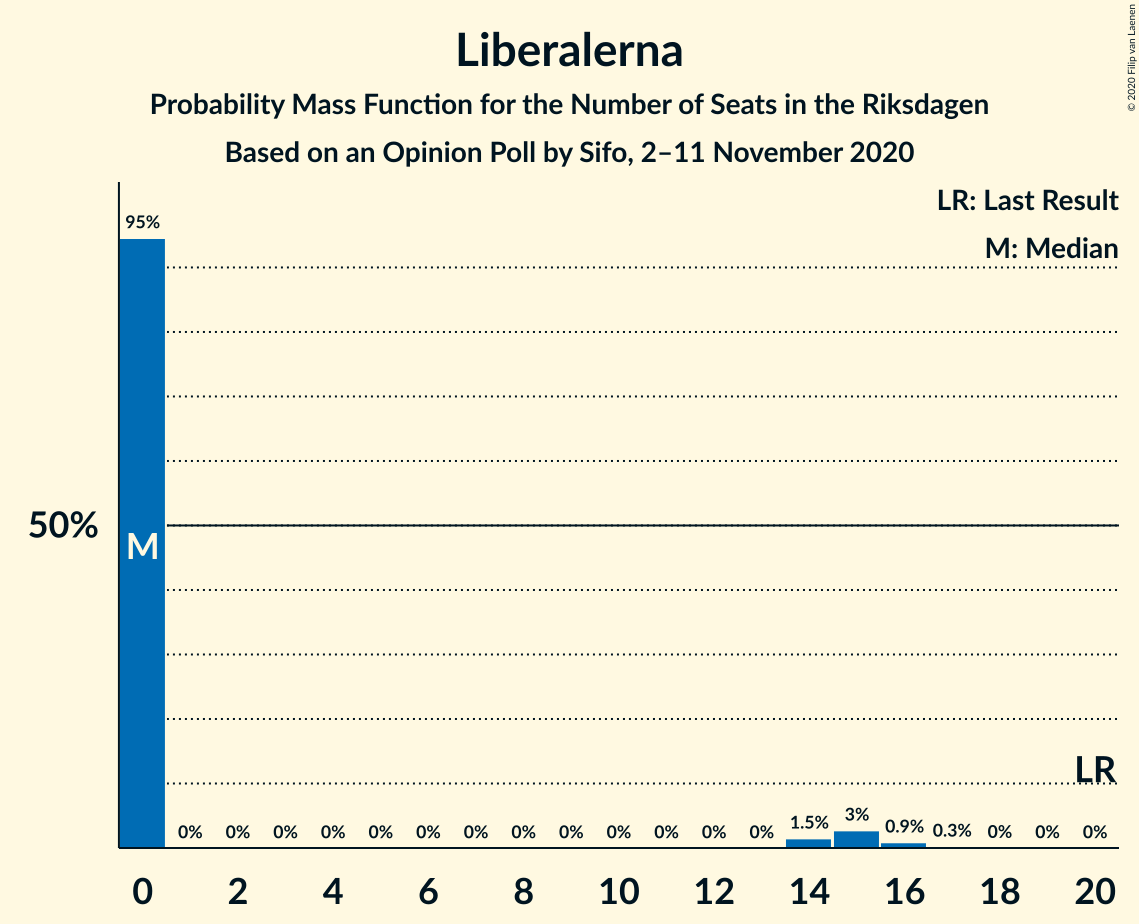 Liberalerna
Probability Mass Function for the Number of Seats in the Riksdagen
Based on an Opinion Poll by Sifo, 2–11 November 2020
© 2020 Filip van Laenen
LR: Last Result
M: Median
95%
50%
M
LR
0% 0% 0% 0% 0% 0% 0% 0% 0% 0% 0% 0% 0% 1.5% 3% 0.9% 0.3% 0% 0% 0%
0 2 4 6 8 10 12 14 16 18 20